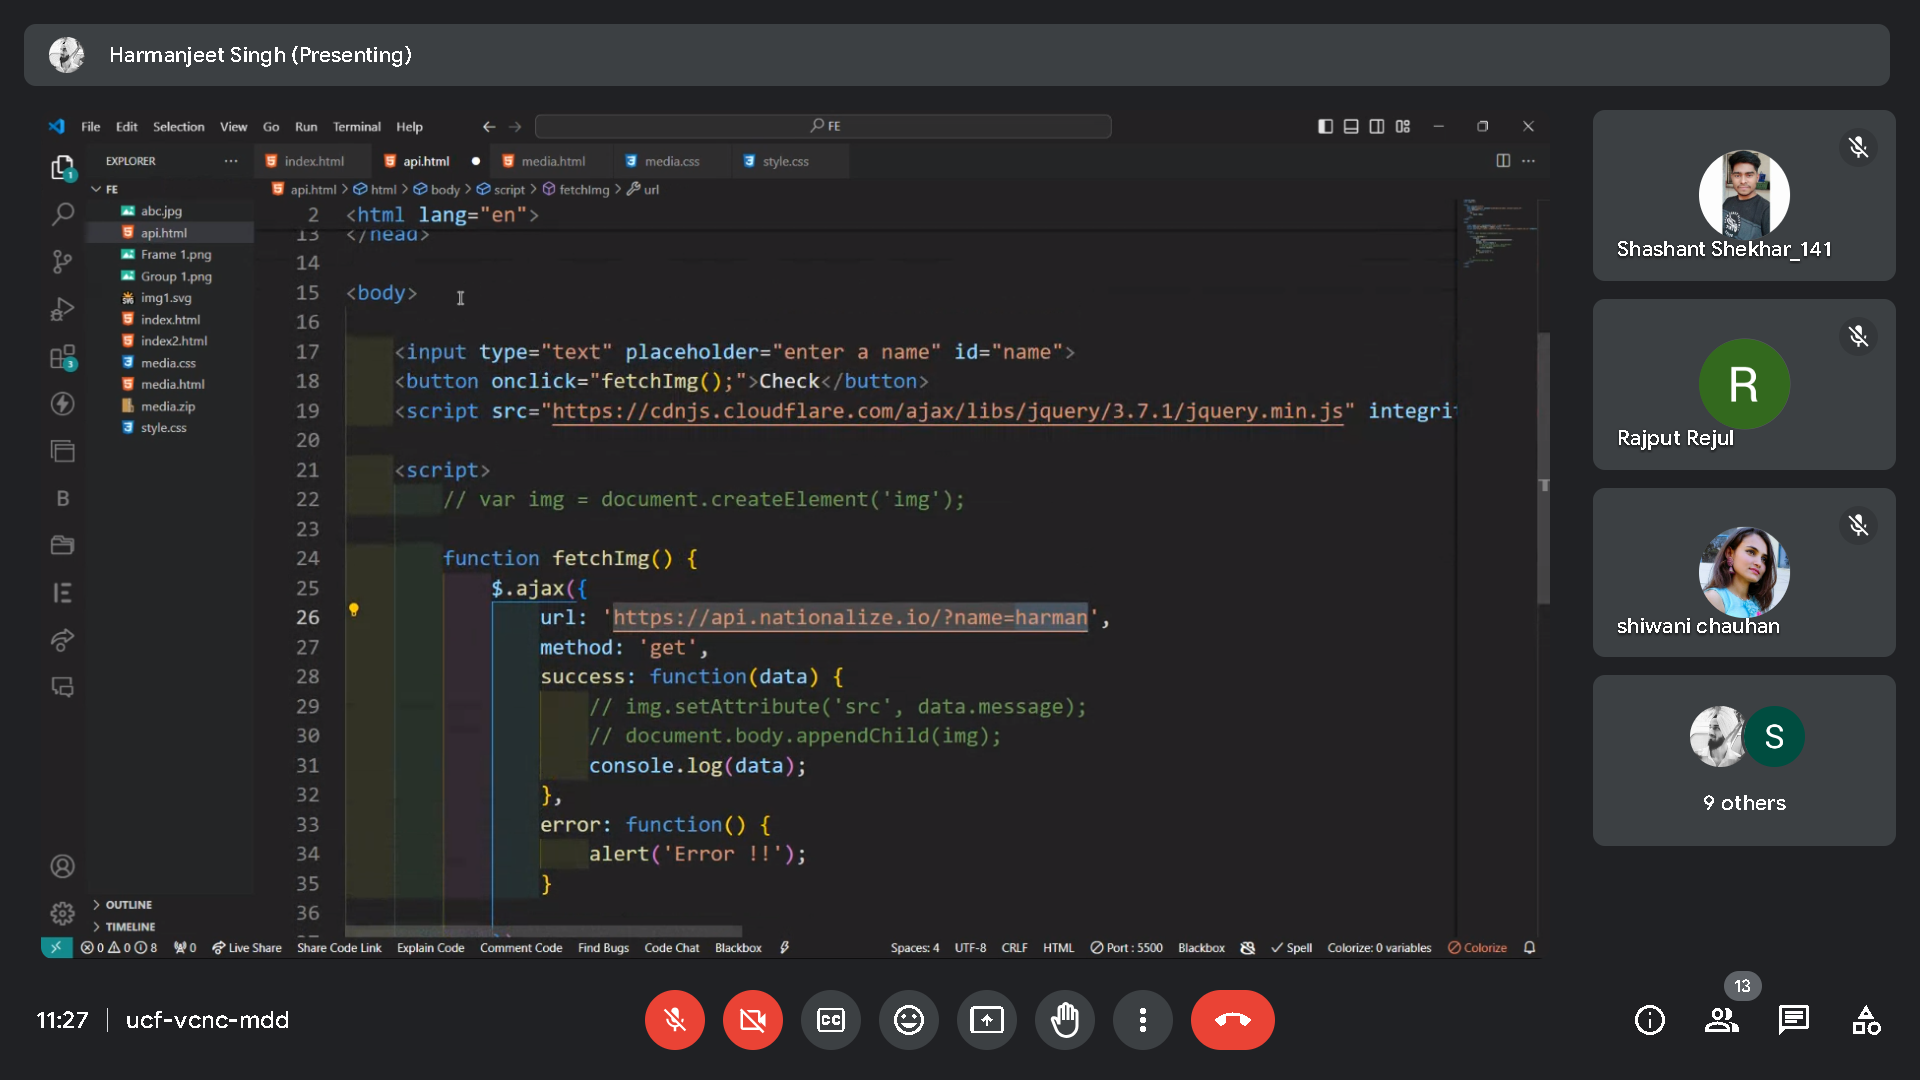 Harmanjeet Singh (Presenting)
File Edit Selection View Go Run Terminal Help
FE
EXPLORER
index.html
api.html
media.html
media.css
style.css
FE
api.html > html > body > script > fetchImg > url
abc.jpg
api.html
Frame 1.png
Group 1.png
img1.svg
index.html
index2.html
media.css
media.html
media.zip
style.css
OUTLINE
TIMELINE
1
3
2 <html lang="en">
13 </head>
14
15 <body>
16
17 <input type="text" placeholder="enter a name" id="name">
18 <button onclick="fetchImg();">Check</button>
19 <script src="https://cdnjs.cloudflare.com/ajax/libs/jquery/3.7.1/jquery.min.js" integri
20
21 <script>
22 // var img = document.createElement('img');
23
24 function fetchImg() {
25 $.ajax({
26 url: 'https://api.nationalize.io/?name=harman',
27 method: 'get',
28 success: function(data) {
29 // img.setAttribute('src', data.message);
30 // document.body.appendChild(img);
31 console.log(data);
32 },
33 error: function() {
34 alert('Error !!');
35 }
36
0 0 8 0 Live Share Share Code Link Explain Code Comment Code Find Bugs Code Chat Blackbox Spaces: 4 UTF-8 CRLF HTML Port : 5500 Blackbox Spell Colorize: 0 variables Colorize
Shashant Shekhar_141
R
Rajput Rejul
shiwani chauhan
S
9 others
11:27 | ucf-vcnc-mdd
CC
13